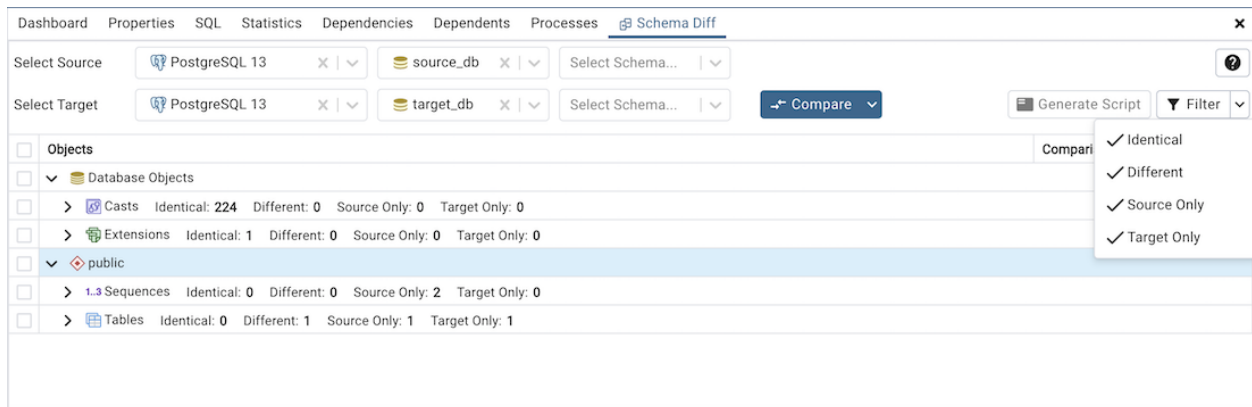 Dashboard Properties SQL Statistics Dependencies Dependents Processes Schema Diff
Select Source PostgreSQL 13 source_db Select Schema...
Select Target PostgreSQL 13 target_db Select Schema... Compare Generate Script Filter
Objects Compari
Identical
Different
Source Only
Target Only
Database Objects
Casts Identical: 224 Different: 0 Source Only: 0 Target Only: 0
Extensions Identical: 1 Different: 0 Source Only: 0 Target Only: 0
public
1..3 Sequences Identical: 0 Different: 0 Source Only: 2 Target Only: 0
Tables Identical: 0 Different: 1 Source Only: 1 Target Only: 1